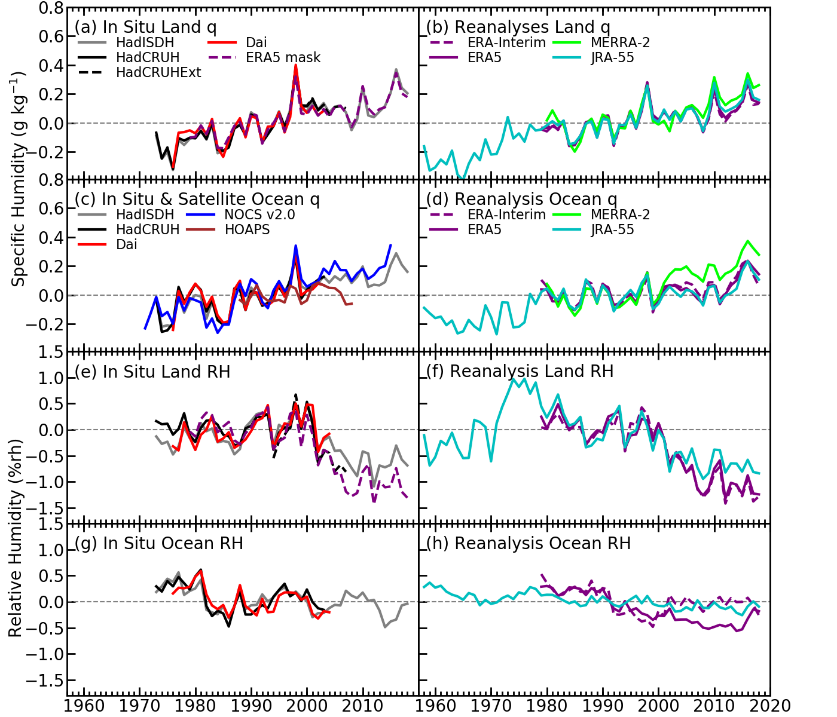 (a) In Situ Land q
HadISDH
HadCRUH
HadCRUHExt
Dai
ERA5 mask
(b) Reanalyses Land q
ERA-Interim
ERA5
MERRA-2
JRA-55
0.8
0.6
0.4
0.2
0.0
−0.2
0.8
(c) In Situ & Satellite Ocean q
HadISDH
HadCRUH
Dai
NOCS v2.0
HOAPS
(d) Reanalysis Ocean q
ERA-Interim
ERA5
MERRA-2
JRA-55
0.6
0.4
0.2
0.0
−0.2
Specific Humidity (g kg⁻¹)
1.5
(e) In Situ Land RH
(f) Reanalysis Land RH
1.0
0.5
0.0
−0.5
−1.0
−1.5
1.5
(g) In Situ Ocean RH
(h) Reanalysis Ocean RH
1.0
0.5
0.0
−0.5
−1.0
−1.5
Relative Humidity (%rh)
1960 1970 1980 1990 2000 2010 1960 1970 1980 1990 2000 2010 2020